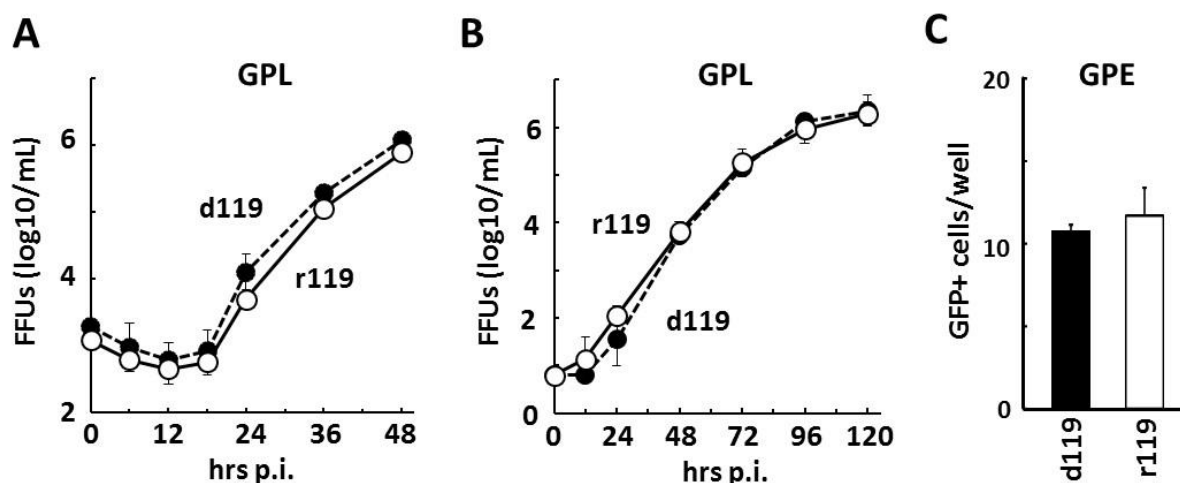 A
GPL
FFUs (log10/mL)
6
4
2
d119
r119
0 12 24 36 48
hrs p.i.
B
GPL
FFUs (log10/mL)
6
4
2
0
r119
d119
0 24 48 72 96 120
hrs p.i.
C
GPE
GFP+ cells/well
20
10
0
d119
r119